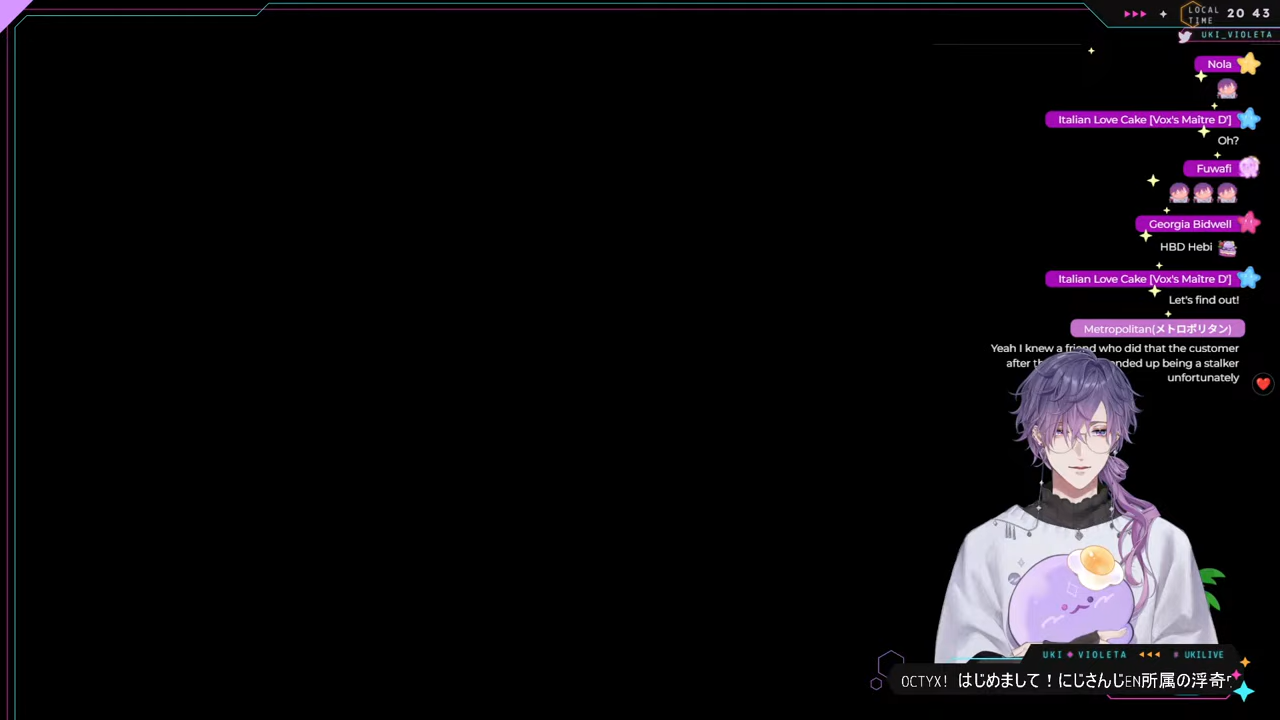 LOCAL TIME 20 43
UKI_VIOLETA
Nola
Italian Love Cake [Vox's Maître D']
Oh?
Fuwafi
Georgia Bidwell
HBD Hebi
Italian Love Cake [Vox's Maître D']
Let's find out!
Metropolitan(メトロポリタン)
Yeah I knew a friend who did that the customer
after ended up being a stalker
unfortunately
UKI VIOLETA # UKILIVE
OCTYX! はじめまして！にじさんじEN所属の浮奇